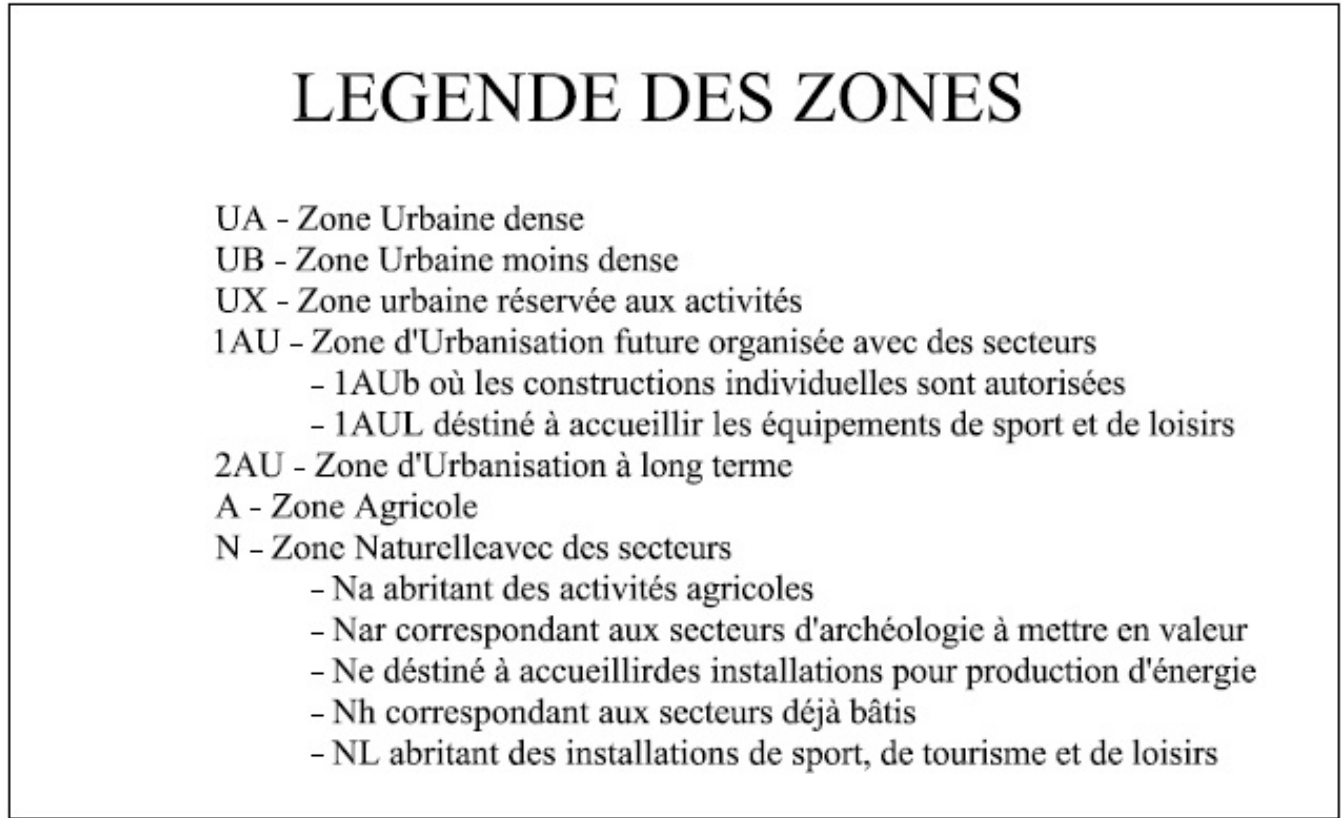 LEGENDE DES ZONES
UA - Zone Urbaine dense
UB - Zone Urbaine moins dense
UX - Zone urbaine réservée aux activités
1AU - Zone d'Urbanisation future organisée avec des secteurs
- 1AUb où les constructions individuelles sont autorisées
- 1AUL déstiné à accueillir les équipements de sport et de loisirs
2AU - Zone d'Urbanisation à long terme
A - Zone Agricole
N - Zone Naturelleavec des secteurs
- Na abritant des activités agricoles
- Nar correspondant aux secteurs d'archéologie à mettre en valeur
- Ne déstiné à accueillirdes installations pour production d'énergie
- Nh correspondant aux secteurs déjà bâtis
- NL abritant des installations de sport, de tourisme et de loisirs